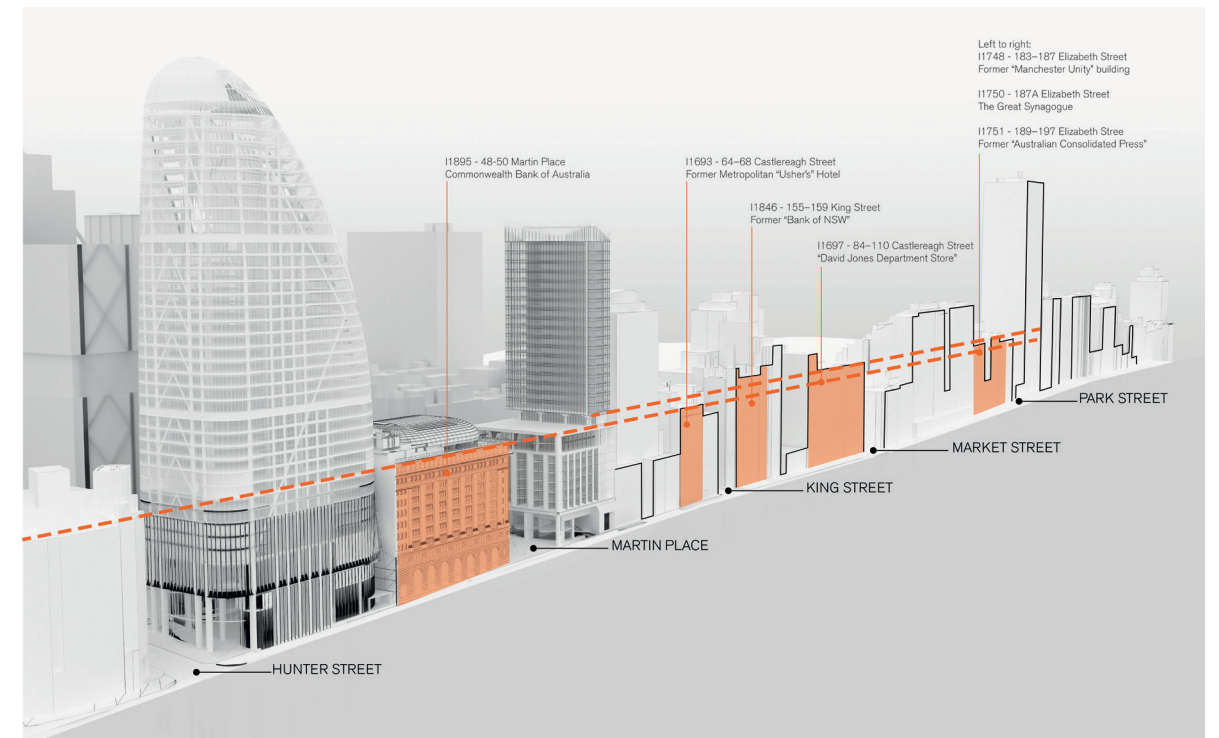 Left to right:
I1748 - 183–187 Elizabeth Street
Former “Manchester Unity” building
I1750 - 187A Elizabeth Street
The Great Synagogue
I1751 - 189–197 Elizabeth Stree
Former “Australian Consolidated Press”
I1895 - 48-50 Martin Place
Commonwealth Bank of Australia
I1693 - 64–68 Castlereagh Street
Former Metropolitan “Usher’s” Hotel
I1846 - 155–159 King Street
Former “Bank of NSW”
I1697 - 84–110 Castlereagh Street
“David Jones Department Store”
PARK STREET
MARKET STREET
KING STREET
MARTIN PLACE
HUNTER STREET